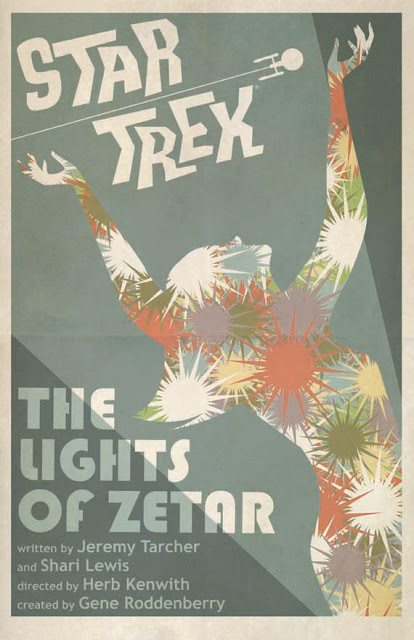 STAR
TREK
THE
LIGHTS
OF ZETAR
written by Jeremy Tarcher
and Shari Lewis
directed by Herb Kenwith
created by Gene Roddenberry